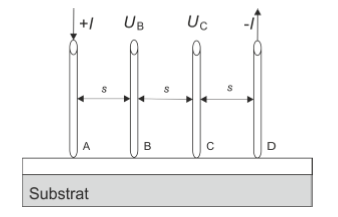 +I U_B U_C -I
s s s
A B C D
Substrat